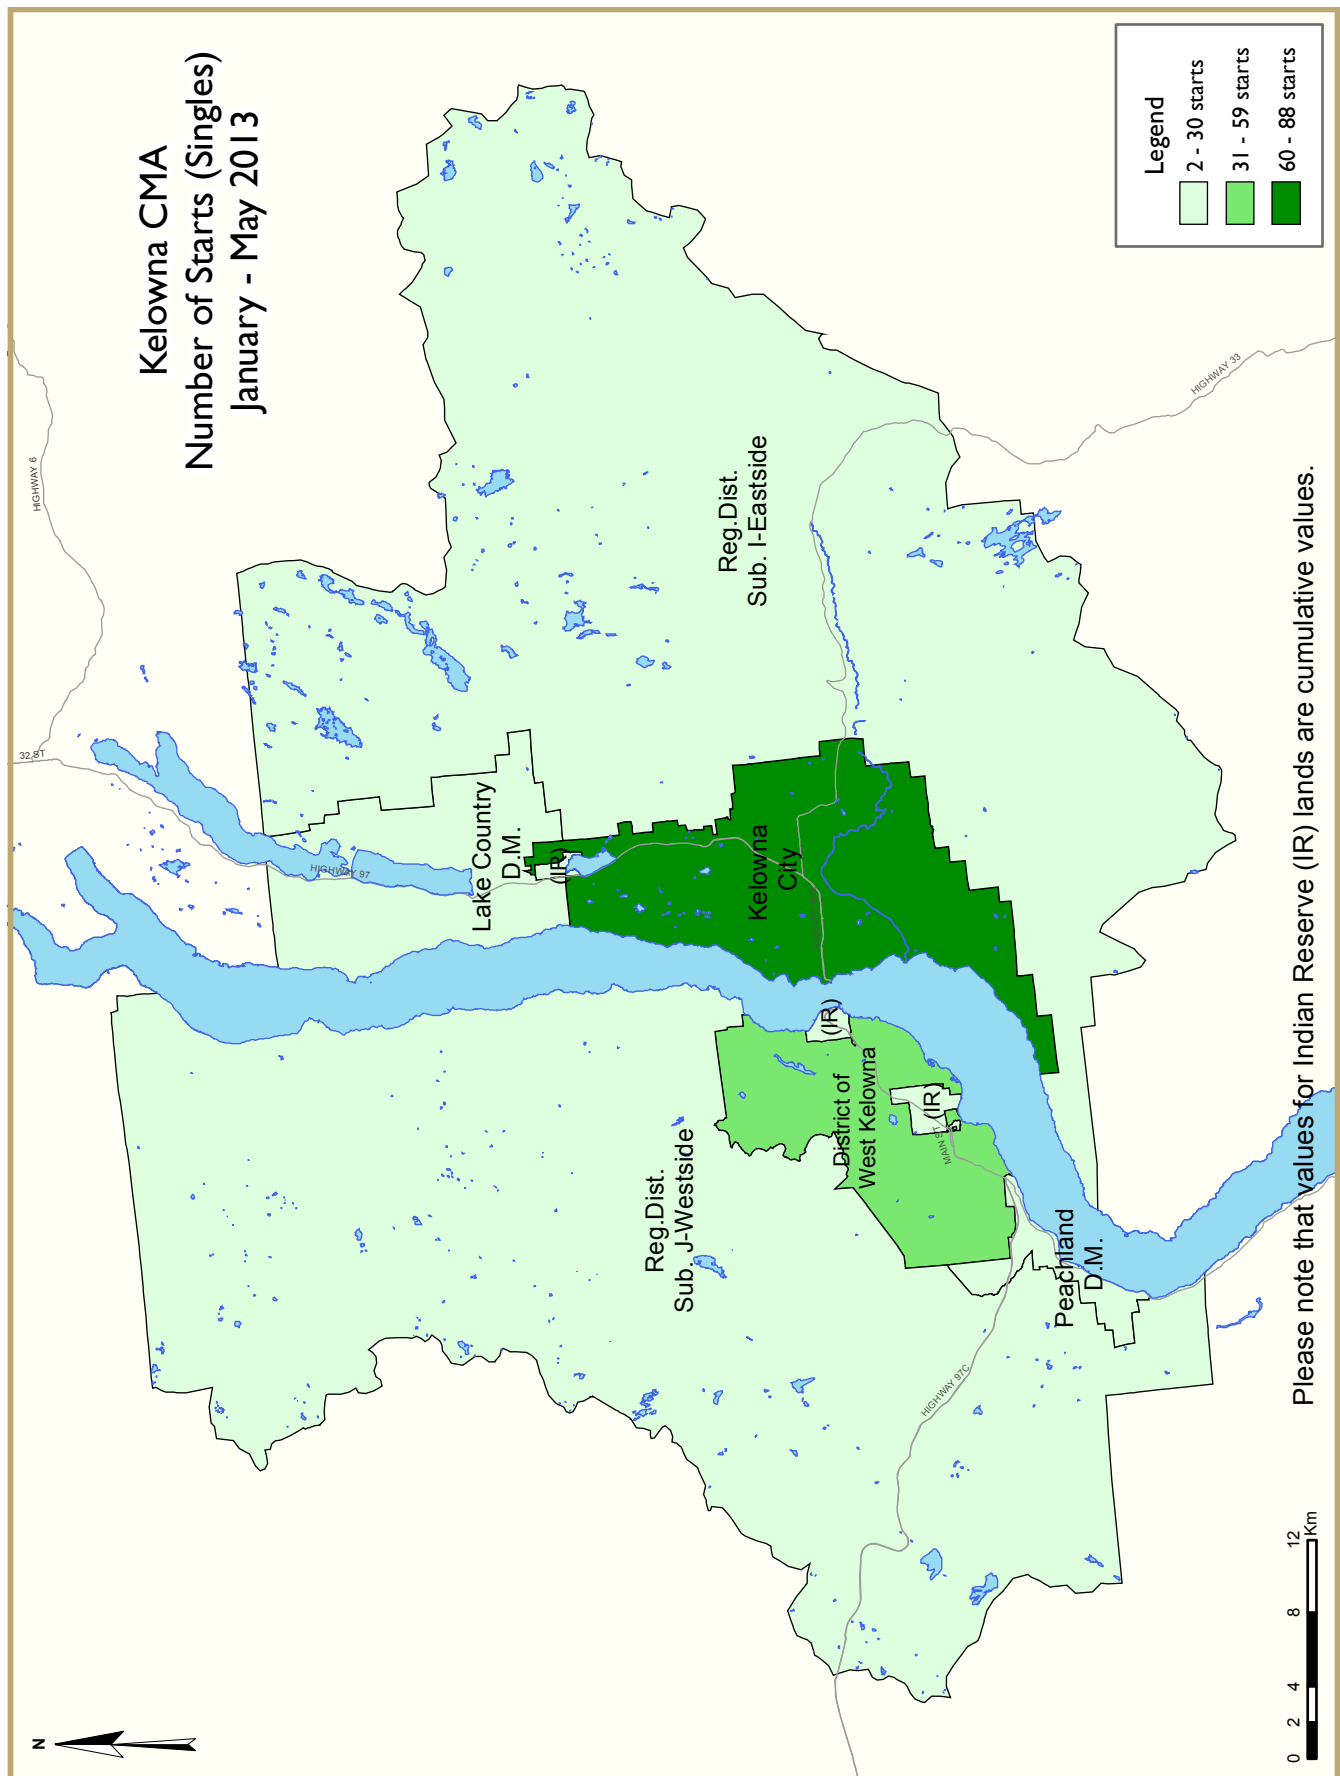 Kelowna CMA
Number of Starts (Singles)
January - May 2013
Legend
2 - 30 starts
31 - 59 starts
60 - 88 starts
N
HIGHWAY 6
32 ST
HIGHWAY 97
Lake Country
D.M.
(IR)
Reg.Dist.
Sub. I-Eastside
HIGHWAY 33
Kelowna
City
(IR)
District of
West Kelowna
(IR)
MAIN ST
Reg.Dist.
Sub. J-Westside
Peachland
D.M.
HIGHWAY 97C
0 2 4 8 12
Km
Please note that values for Indian Reserve (IR) lands are cumulative values.